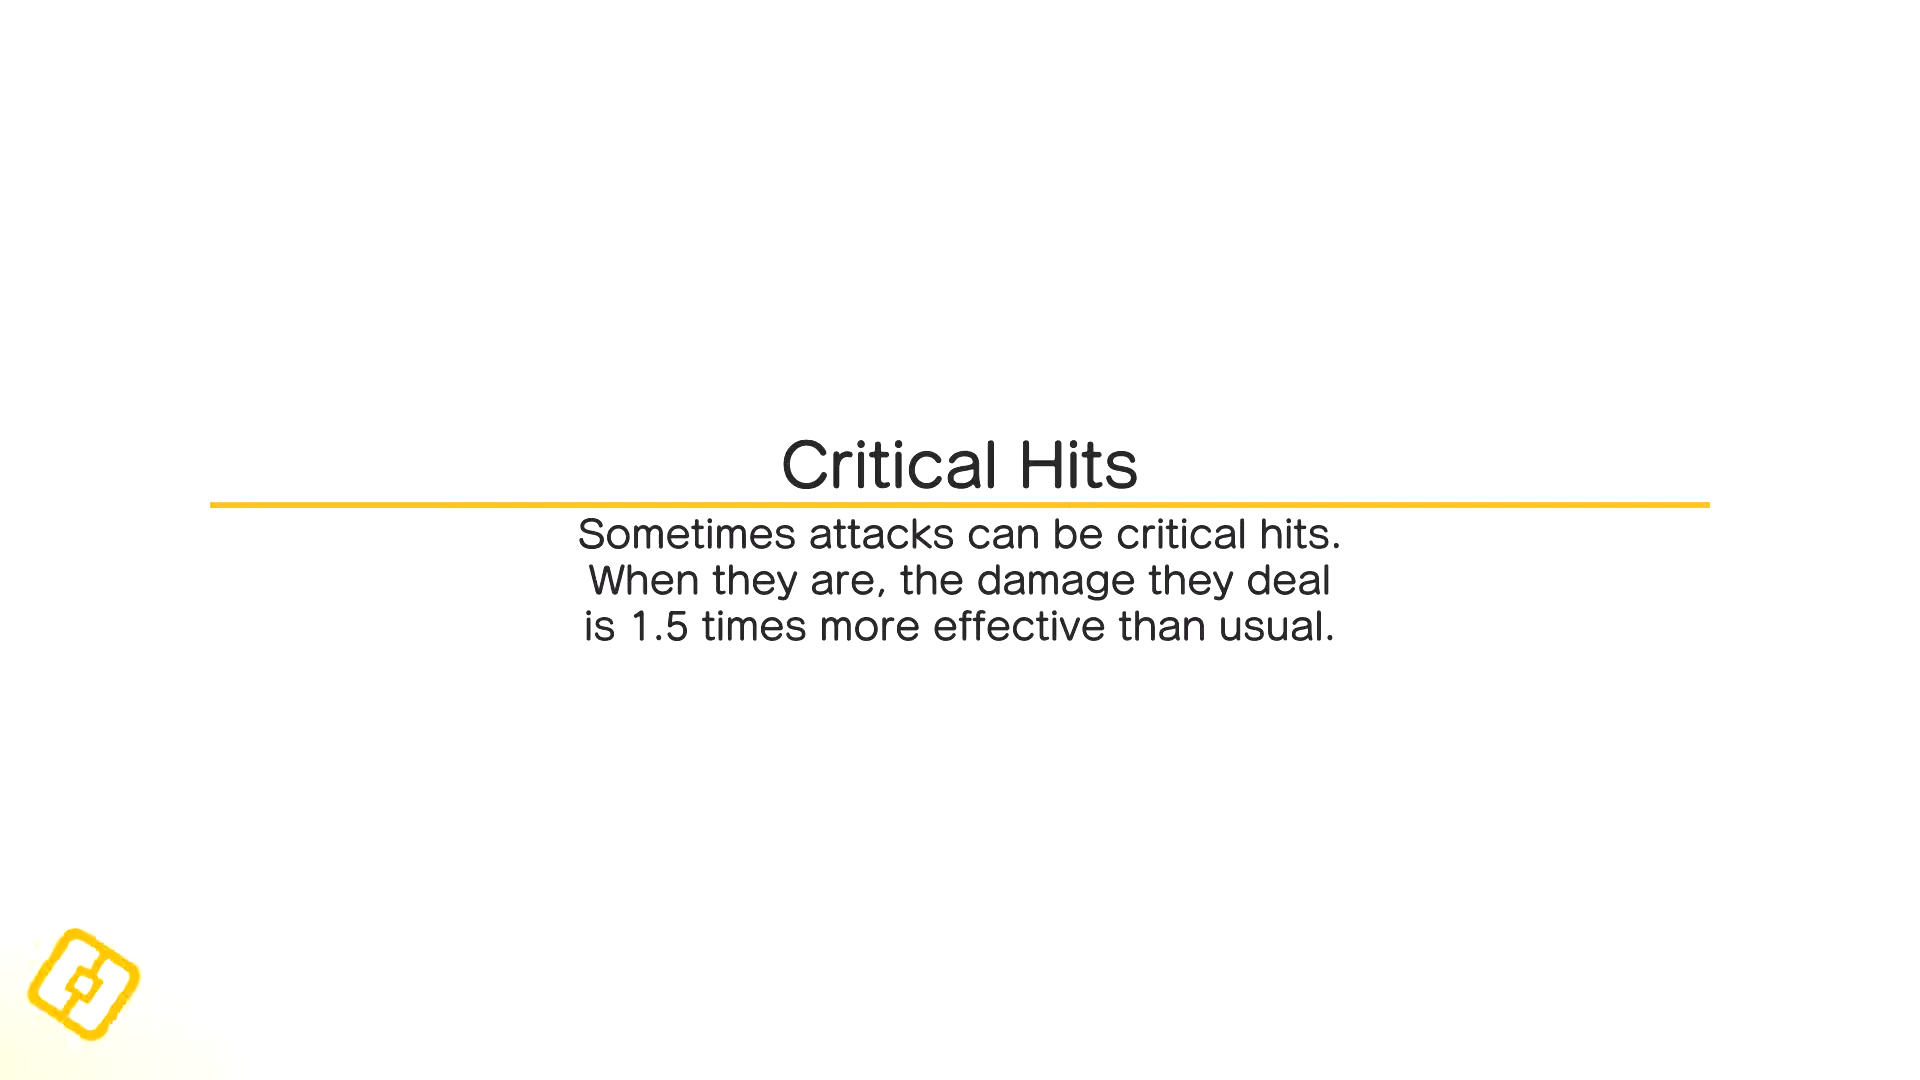 Critical Hits
Sometimes attacks can be critical hits.
When they are, the damage they deal
is 1.5 times more effective than usual.